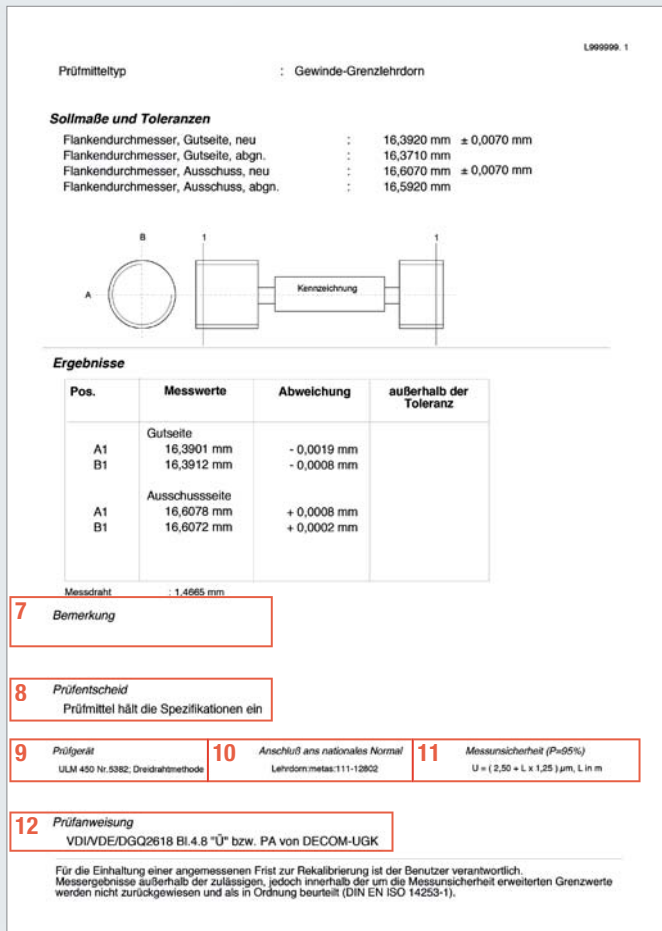 L999999. 1
Prüfmitteltyp : Gewinde-Grenzlehrdorn
Sollmaße und Toleranzen
Flankendurchmesser, Gutseite, neu : 16,3920 mm ± 0,0070 mm
Flankendurchmesser, Gutseite, abgn. : 16,3710 mm
Flankendurchmesser, Ausschuss, neu : 16,6070 mm ± 0,0070 mm
Flankendurchmesser, Ausschuss, abgn. : 16,5920 mm
B 1 1
A Kennzeichnung
Ergebnisse
Pos. Messwerte Abweichung außerhalb der
Toleranz
Gutseite
A1 16,3901 mm - 0,0019 mm
B1 16,3912 mm - 0,0008 mm
Ausschussseite
A1 16,6078 mm + 0,0008 mm
B1 16,6072 mm + 0,0002 mm
Messdraht : 1,4665 mm
7 Bemerkung
8 Prüfentscheid
Prüfmittel hält die Spezifikationen ein
9 Prüfgerät 10 Anschluß ans nationales Normal 11 Messunsicherheit (P=95%)
ULM 450 Nr.5382; Dreidrahtmethode Lehrdorn:metas:111-12802 U = ( 2,50 + L x 1,25 ) µm, L in m
12 Prüfanweisung
VDI/VDE/DGQ2618 Bl.4.8 "Ü" bzw. PA von DECOM-UGK
Für die Einhaltung einer angemessenen Frist zur Rekalibrierung ist der Benutzer verantwortlich.
Messergebnisse außerhalb der zulässigen, jedoch innerhalb der um die Messunsicherheit erweiterten Grenzwerte
werden nicht zurückgewiesen und als in Ordnung beurteilt (DIN EN ISO 14253-1).